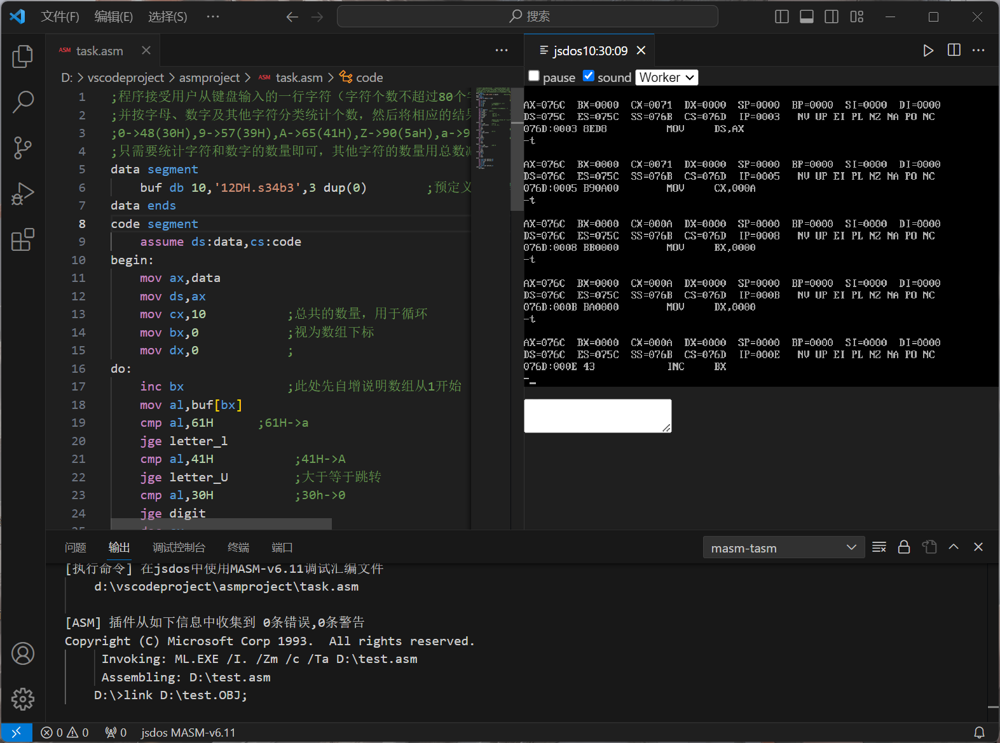 文件(F) 编辑(E) 选择(S) ··· 搜索
ASM task.asm
D: > vscodeproject > asmproject > ASM task.asm > code
1 ;程序接受用户从键盘输入的一行字符（字符个数不超过80个
2 ;并按字母、数字及其他字符分类统计个数，然后将相应的结
3 ;0->48(30H),9->57(39H),A->65(41H),Z->90(5aH),a->9
4 ;只需要统计字符和数字的数量即可，其他字符的数量用总数
5 data segment
6 buf db 10,'12DH.s34b3',3 dup(0) ;预定义
7 data ends
8 code segment
9 assume ds:data,cs:code
10 begin:
11 mov ax,data
12 mov ds,ax
13 mov cx,10 ;总共的数量，用于循环
14 mov bx,0 ;视为数组下标
15 mov dx,0 ;
16 do:
17 inc bx ;此处先自增说明数组从1开始
18 mov al,buf[bx]
19 cmp al,61H ;61H->a
20 jge letter_l
21 cmp al,41H ;41H->A
22 jge letter_U ;大于等于跳转
23 cmp al,30H ;30h->0
24 jge digit
jsdos10:30:09
pause sound Worker
AX=076C BX=0000 CX=0071 DX=0000 SP=0000 BP=0000 SI=0000 DI=0000
DS=075C ES=075C SS=076B CS=076D IP=0003 NV UP EI PL NZ NA PO NC
076D:0003 8ED8 MOV DS,AX
-t
AX=076C BX=0000 CX=0071 DX=0000 SP=0000 BP=0000 SI=0000 DI=0000
DS=076C ES=075C SS=076B CS=076D IP=0005 NV UP EI PL NZ NA PO NC
076D:0005 B90A00 MOV CX,000A
-t
AX=076C BX=0000 CX=000A DX=0000 SP=0000 BP=0000 SI=0000 DI=0000
DS=076C ES=075C SS=076B CS=076D IP=0008 NV UP EI PL NZ NA PO NC
076D:0008 BB0000 MOV BX,0000
-t
AX=076C BX=0000 CX=000A DX=0000 SP=0000 BP=0000 SI=0000 DI=0000
DS=076C ES=075C SS=076B CS=076D IP=000B NV UP EI PL NZ NA PO NC
076D:000B BA0000 MOV DX,0000
-t
AX=076C BX=0000 CX=000A DX=0000 SP=0000 BP=0000 SI=0000 DI=0000
DS=076C ES=075C SS=076B CS=076D IP=000E NV UP EI PL NZ NA PO NC
076D:000E 43 INC BX
-_
问题 输出 调试控制台 终端 端口 masm-tasm
[执行命令] 在jsdos中使用MASM-v6.11调试汇编文件
d:\vscodeproject\asmproject\task.asm
[ASM] 插件从如下信息中收集到 0条错误,0条警告
Copyright (C) Microsoft Corp 1993. All rights reserved.
Invoking: ML.EXE /I. /Zm /c /Ta D:\test.asm
Assembling: D:\test.asm
D:\>link D:\test.OBJ;
0 0 0 jsdos MASM-v6.11